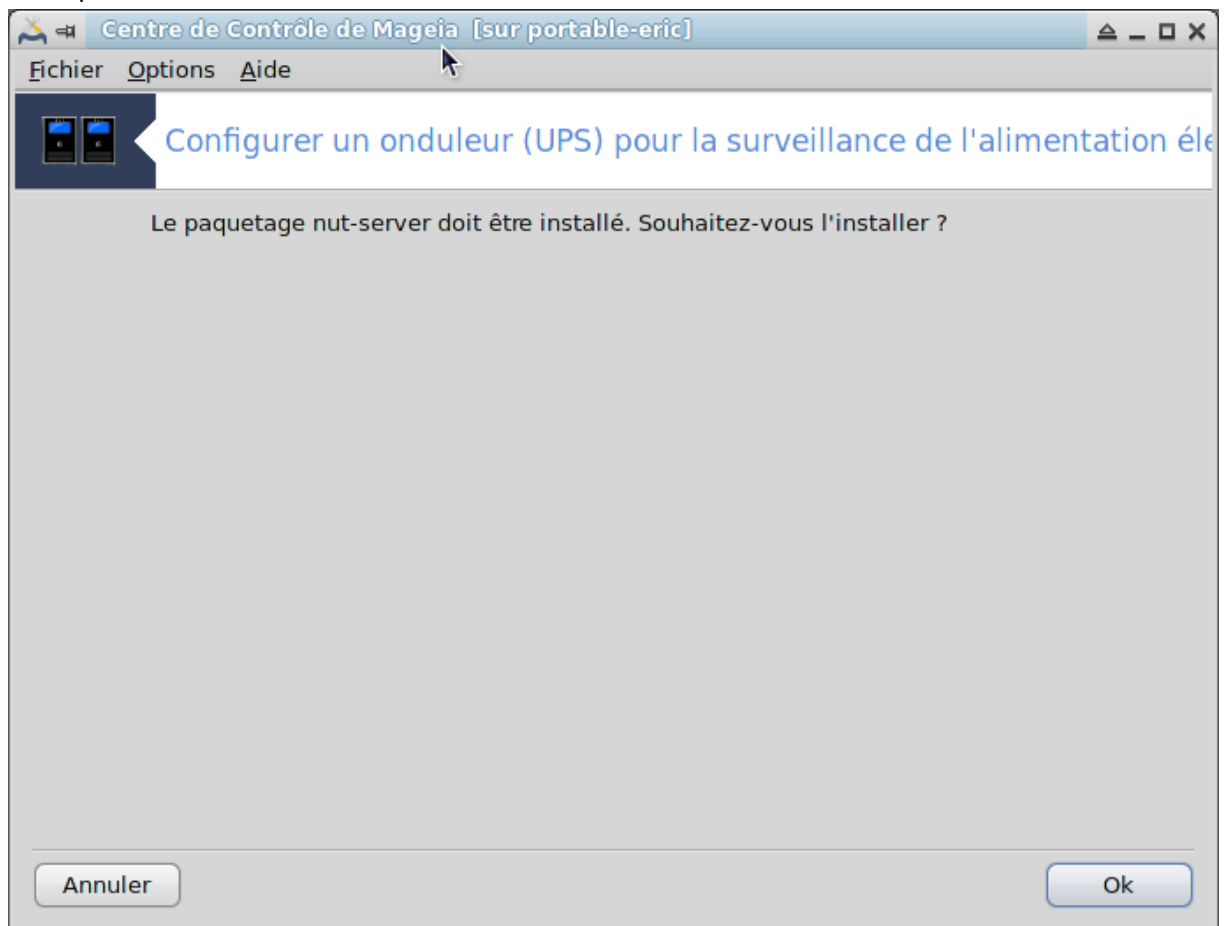 Centre de Contrôle de Mageia [sur portable-eric]
Fichier Options Aide
Configurer un onduleur (UPS) pour la surveillance de l'alimentation éle
Le paquetage nut-server doit être installé. Souhaitez-vous l'installer ?
Annuler Ok